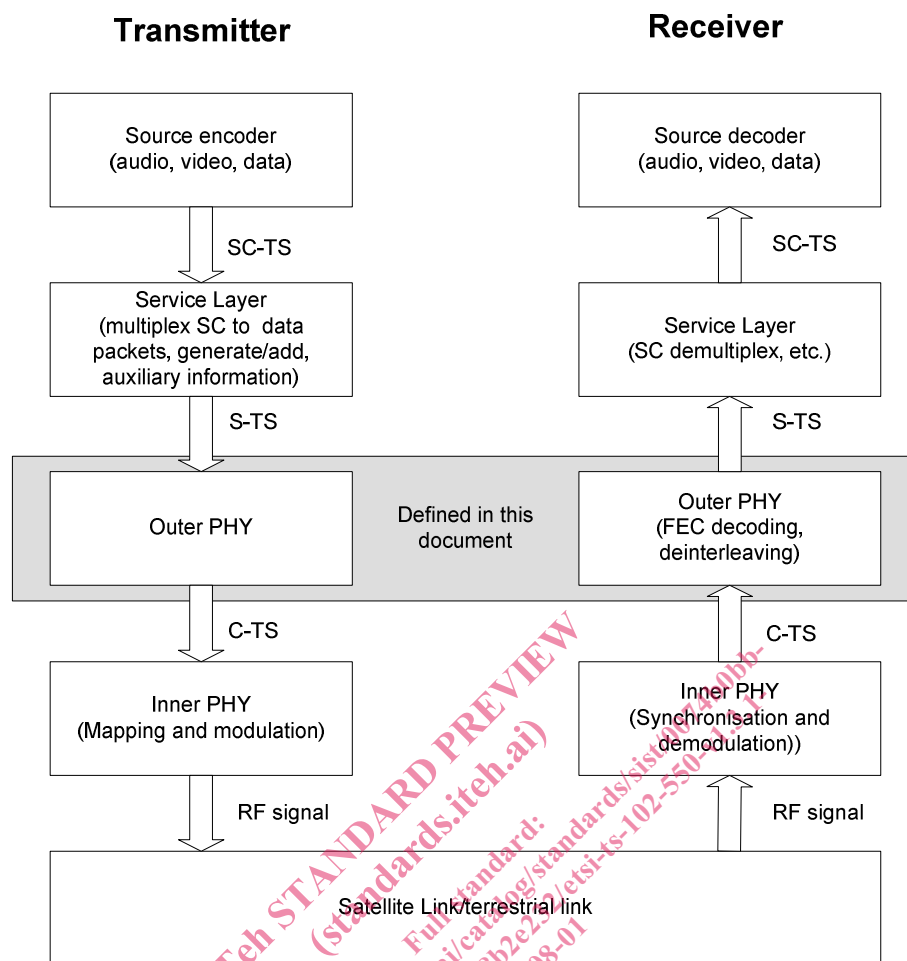 Transmitter
Receiver
Source encoder
(audio, video, data)
Source decoder
(audio, video, data)
SC-TS
SC-TS
Service Layer
(multiplex SC to data
packets, generate/add,
auxiliary information)
Service Layer
(SC demultiplex, etc.)
S-TS
S-TS
Outer PHY
Defined in this
document
Outer PHY
(FEC decoding,
deinterleaving)
C-TS
C-TS
Inner PHY
(Mapping and modulation)
Inner PHY
(Synchronisation and
demodulation))
RF signal
RF signal
Satellite Link/terrestrial link
Teh STANDARD PREVIEW
(standards.iteh.ai)
Full standard: